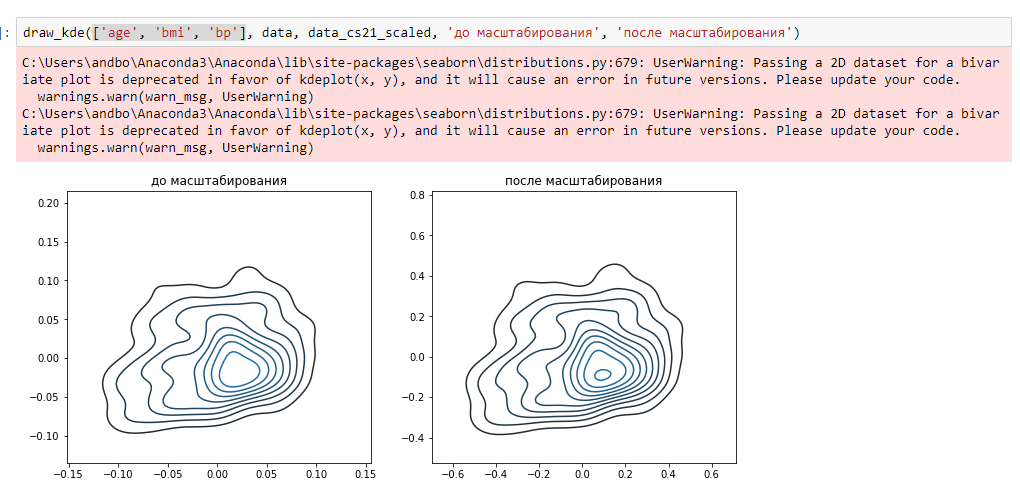 ]: draw_kde(['age', 'bmi', 'bp'], data, data_cs21_scaled, 'до масштабирования', 'после масштабирования')
C:\Users\andbo\Anaconda3\Anaconda\lib\site-packages\seaborn\distributions.py:679: UserWarning: Passing a 2D dataset for a bivar
iate plot is deprecated in favor of kdeplot(x, y), and it will cause an error in future versions. Please update your code.
warnings.warn(warn_msg, UserWarning)
C:\Users\andbo\Anaconda3\Anaconda\lib\site-packages\seaborn\distributions.py:679: UserWarning: Passing a 2D dataset for a bivar
iate plot is deprecated in favor of kdeplot(x, y), and it will cause an error in future versions. Please update your code.
warnings.warn(warn_msg, UserWarning)
до масштабирования
0.20
0.15
0.10
0.05
0.00
−0.05
−0.10
−0.15 −0.10 −0.05 0.00 0.05 0.10 0.15
после масштабирования
0.8
0.6
0.4
0.2
0.0
−0.2
−0.4
−0.6 −0.4 −0.2 0.0 0.2 0.4 0.6